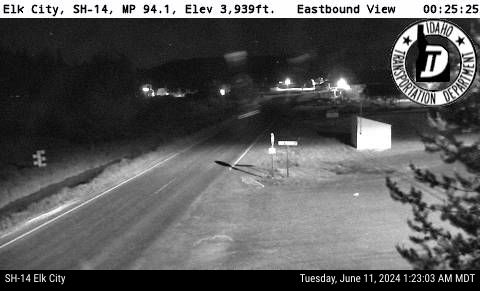 Elk City, SH-14, MP 94.1, Elev 3,939ft. Eastbound View 00:25:25
IDAHO
TRANSPORTATION DEPARTMENT
SH-14 Elk City Tuesday, June 11, 2024 1:23:03 AM MDT